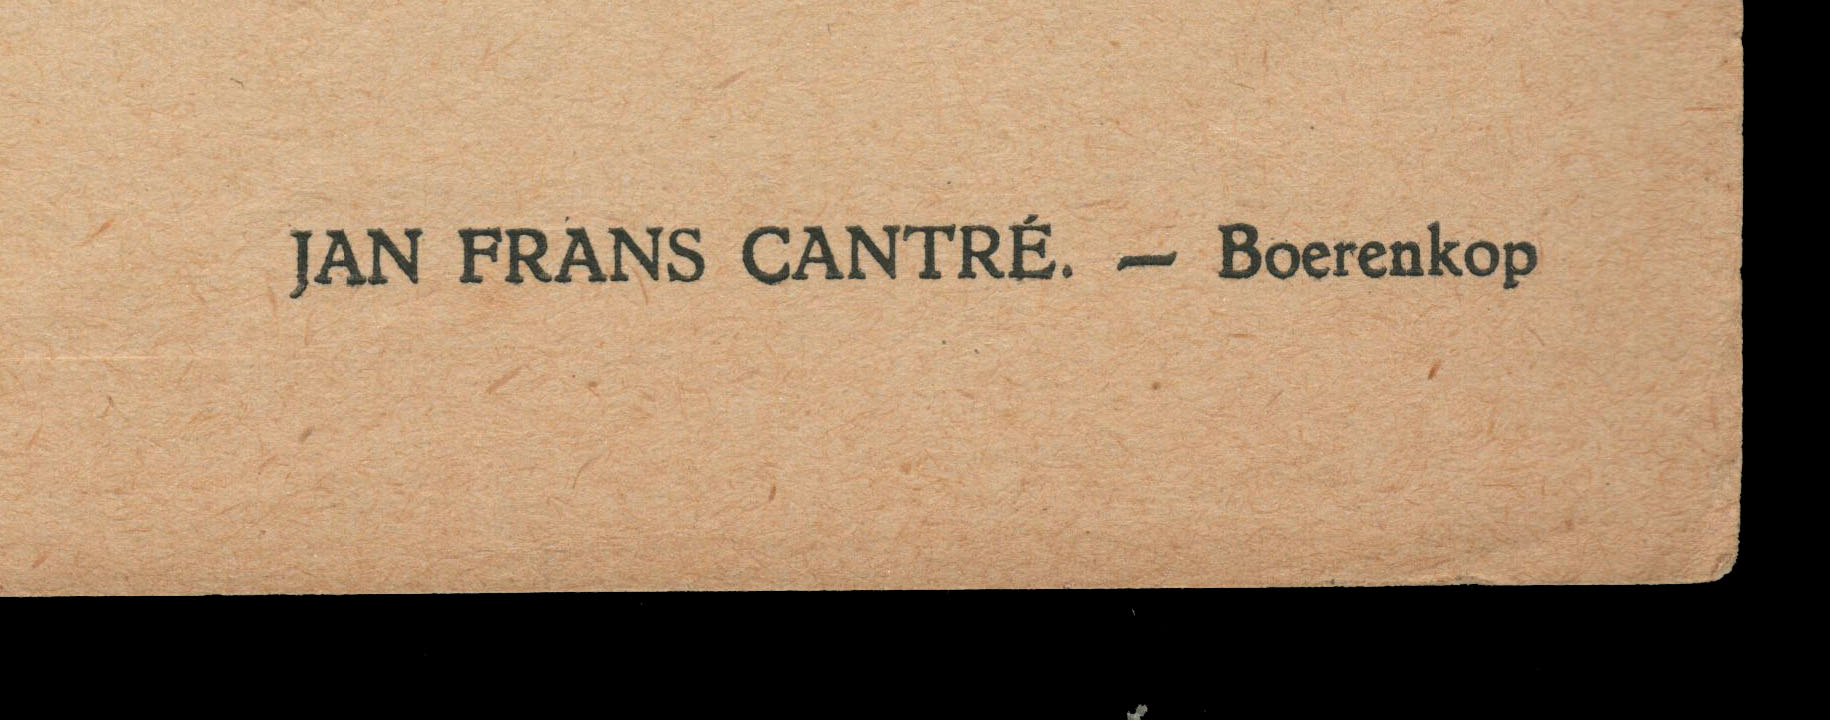 JAN FRANS CANTRÉ. — Boerenkop